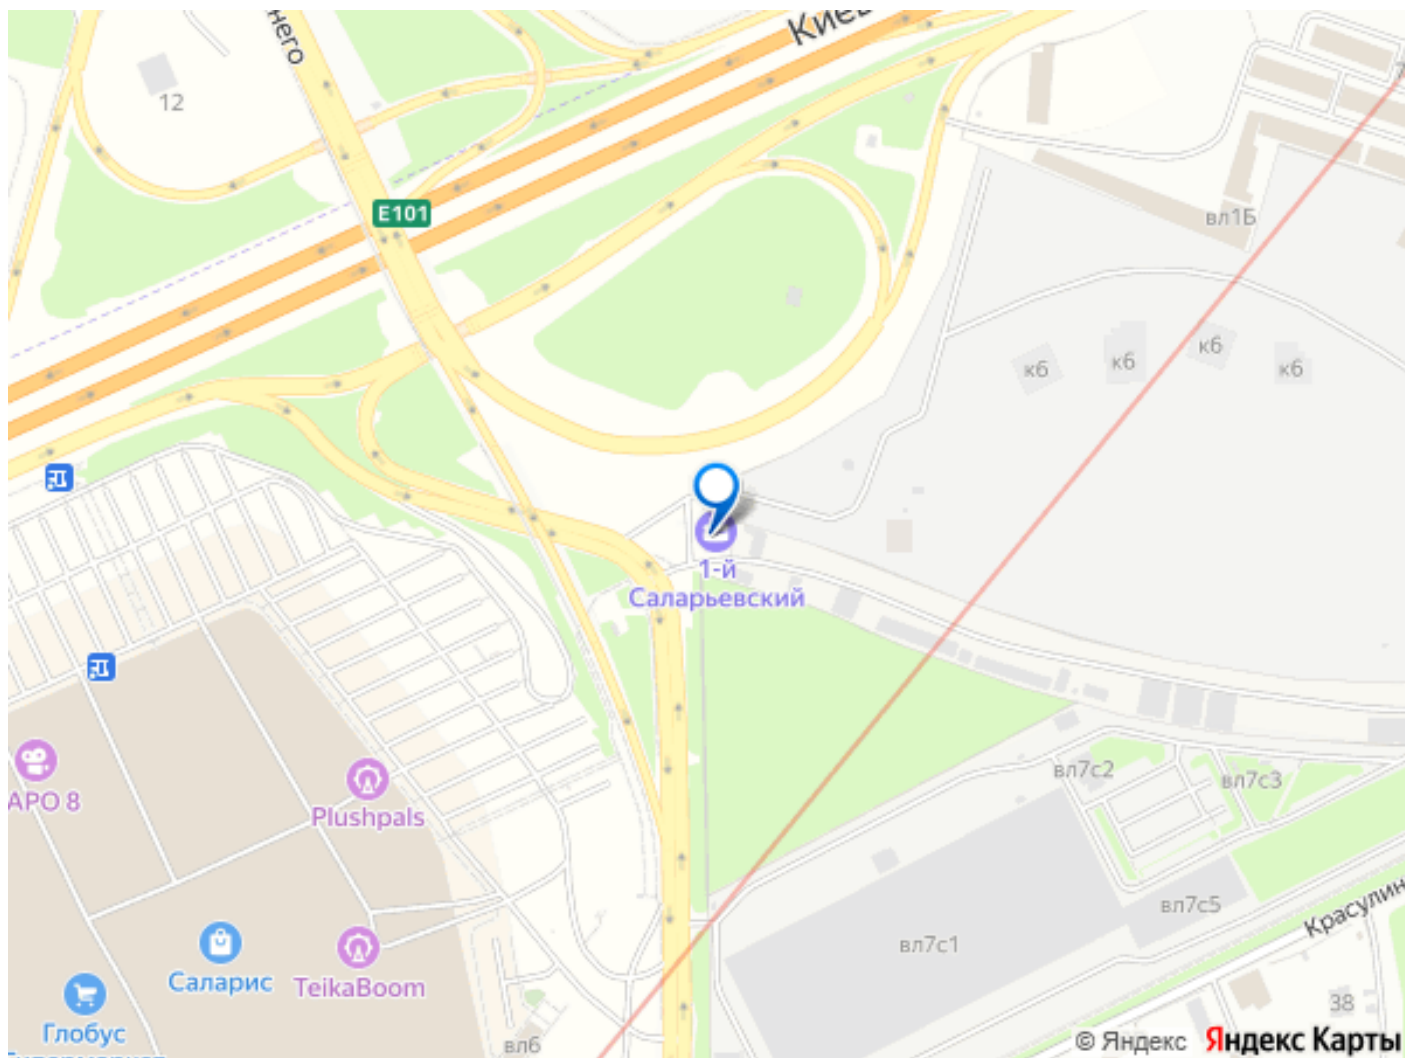 него
Киев
12
E101
вл1Б
к6
к6
к6
к6
1-й
Саларьевский
АРО 8
Plushpals
вл7с2
вл7с3
вл7с5
вл7с1
Красулин
Саларис
TeikaBoom
Глобус
38
вл6
© Яндекс
Яндекс Карты